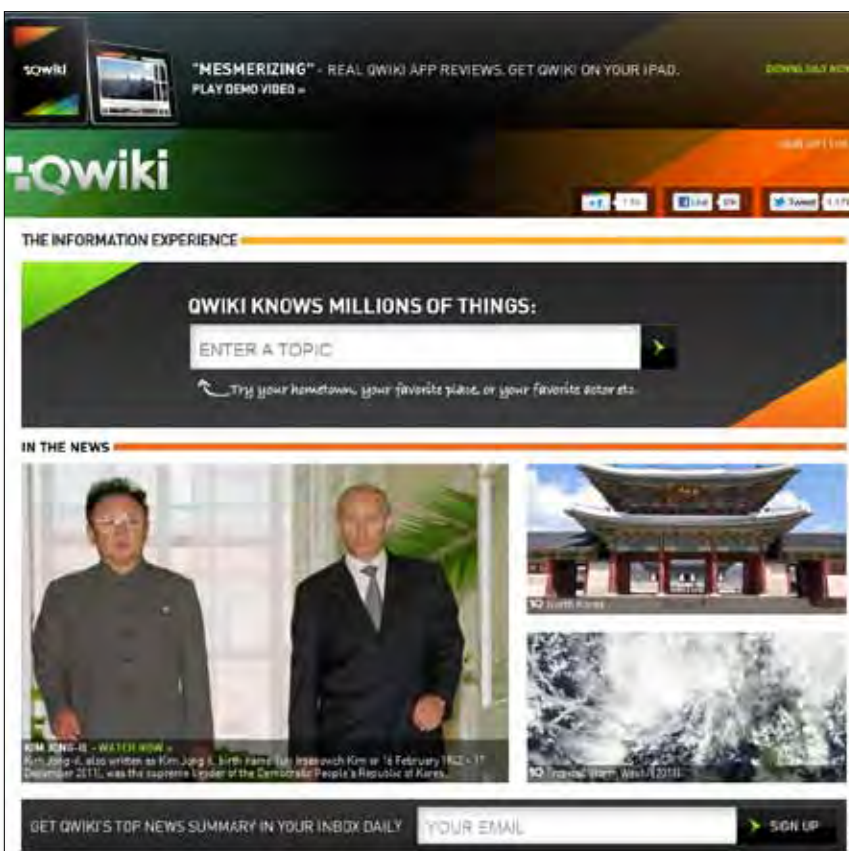 Qwiki
"MESMERIZING" - REAL QWIKI APP REVIEWS. GET QWIKI ON YOUR IPAD.
DOWNLOAD NOW
PLAY DEMO VIDEO »
Qwiki
Like
Tweet
THE INFORMATION EXPERIENCE
QWIKI KNOWS MILLIONS OF THINGS:
ENTER A TOPIC
Try your hometown, your favorite place, or your favorite actor etc.
IN THE NEWS
North Korea
KIM JONG-IL - WATCH NOW »
Kim Jong-il, also written as Kim Jong Il, birth name Yuri Irsenovich Kim or 16 February 1942 - 17
December 2011), was the supreme leader of the Democratic People's Republic of Korea.
Tropical Storm Washi (2011)
GET QWIKI'S TOP NEWS SUMMARY IN YOUR INBOX DAILY
YOUR EMAIL
SIGN UP